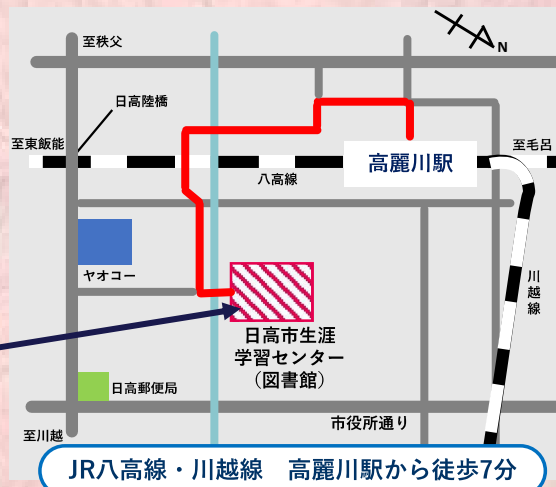 至秩父
N
日高陸橋
至東飯能
至毛呂
高麗川駅
八高線
ヤオコー
川越線
日高市生涯
学習センター
（図書館）
日高郵便局
市役所通り
至川越
JR八高線・川越線　高麗川駅から徒歩7分